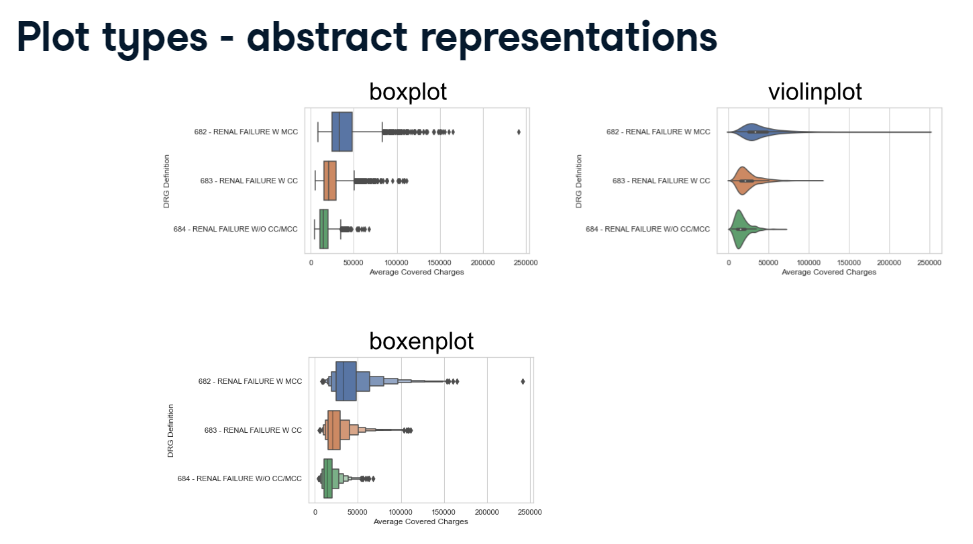 Plot types - abstract representations
boxplot
682 - RENAL FAILURE W MCC
683 - RENAL FAILURE W CC
684 - RENAL FAILURE W/O CC/MCC
DRG Definition
0 50000 100000 150000 200000 250000
Average Covered Charges
violinplot
682 - RENAL FAILURE W MCC
683 - RENAL FAILURE W CC
684 - RENAL FAILURE W/O CC/MCC
DRG Definition
0 50000 100000 150000 200000 250000
Average Covered Charges
boxenplot
682 - RENAL FAILURE W MCC
683 - RENAL FAILURE W CC
684 - RENAL FAILURE W/O CC/MCC
DRG Definition
0 50000 100000 150000 200000 250000
Average Covered Charges